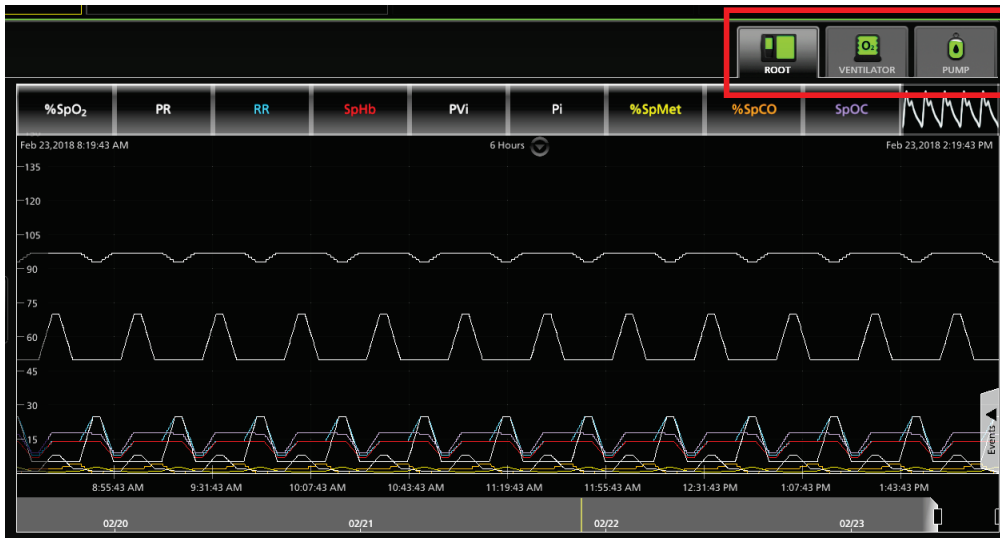 ROOT VENTILATOR PUMP
%SpO₂ PR RR SpHb PVi Pi %SpMet %SpCO SpOC
Feb 23,2018 8:19:43 AM 6 Hours Feb 23,2018 2:19:43 PM
135
120
105
90
75
60
45
30
15
Events
8:55:43 AM 9:31:43 AM 10:07:43 AM 10:43:43 AM 11:19:43 AM 11:55:43 AM 12:31:43 PM 1:07:43 PM 1:43:43 PM
02/20 02/21 02/22 02/23